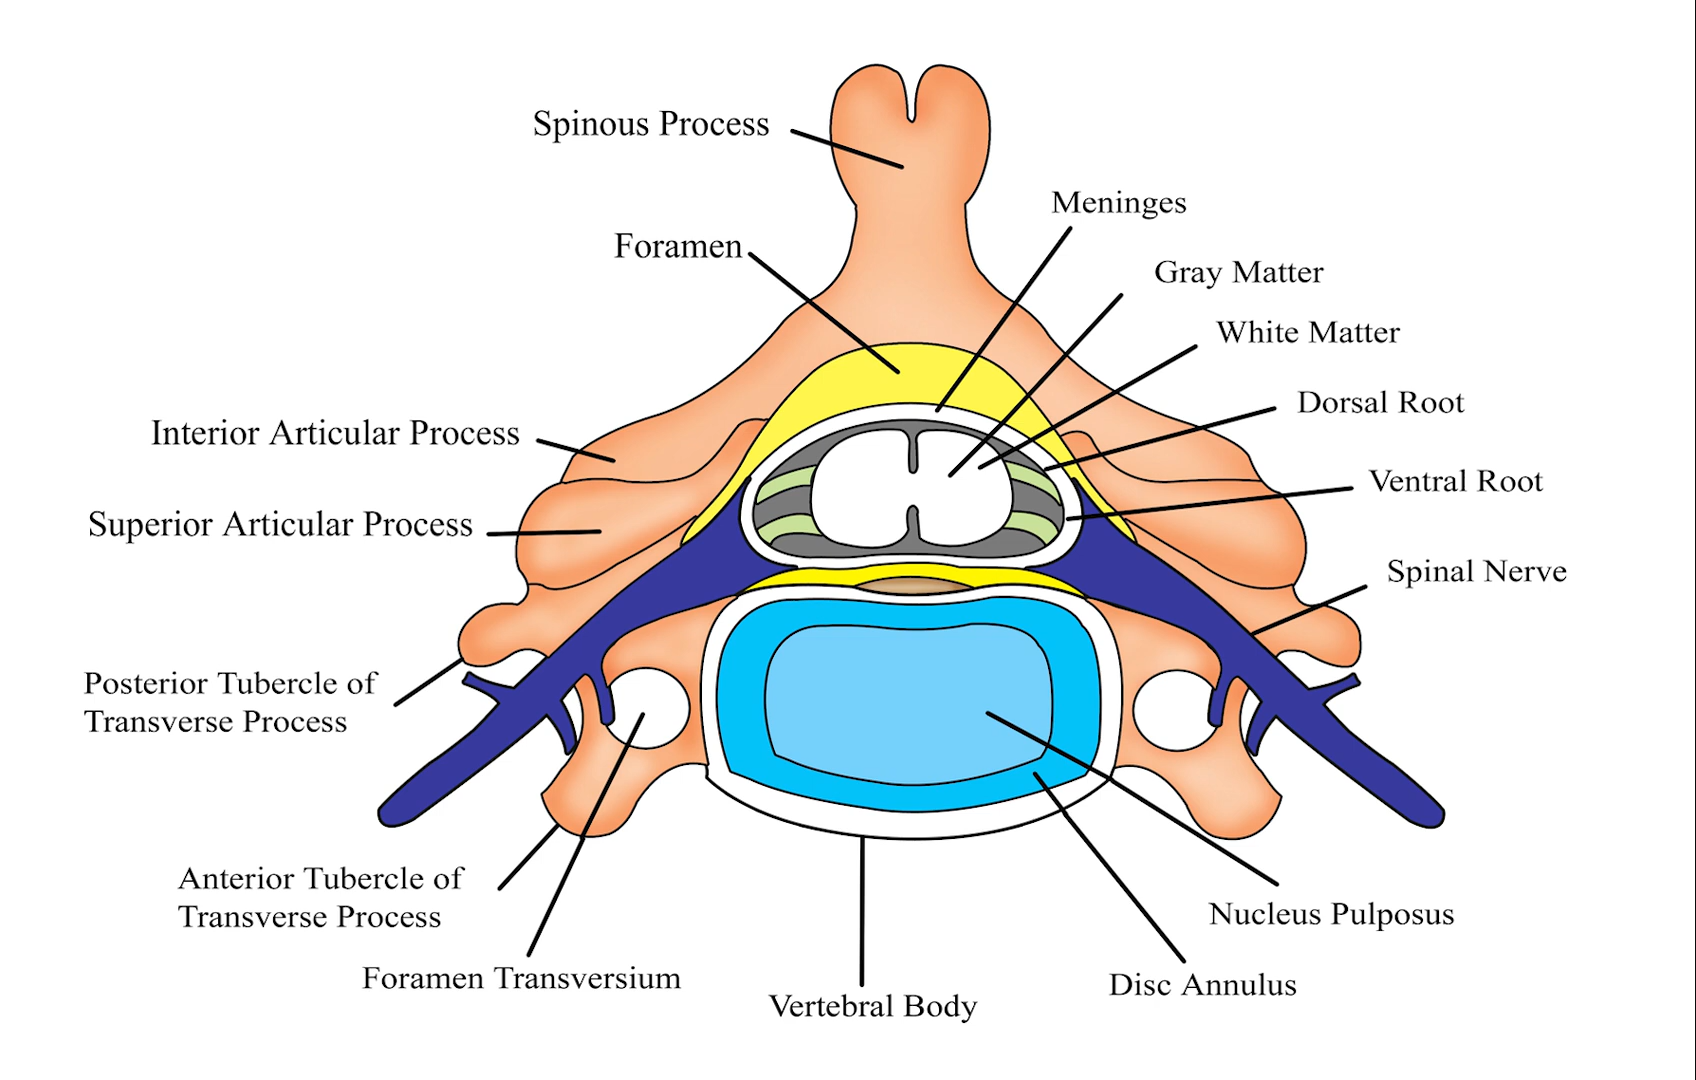 Spinous Process
Meninges
Foramen
Gray Matter
White Matter
Dorsal Root
Interior Articular Process
Ventral Root
Superior Articular Process
Spinal Nerve
Posterior Tubercle of
Transverse Process
Anterior Tubercle of
Transverse Process
Nucleus Pulposus
Foramen Transversium
Disc Annulus
Vertebral Body